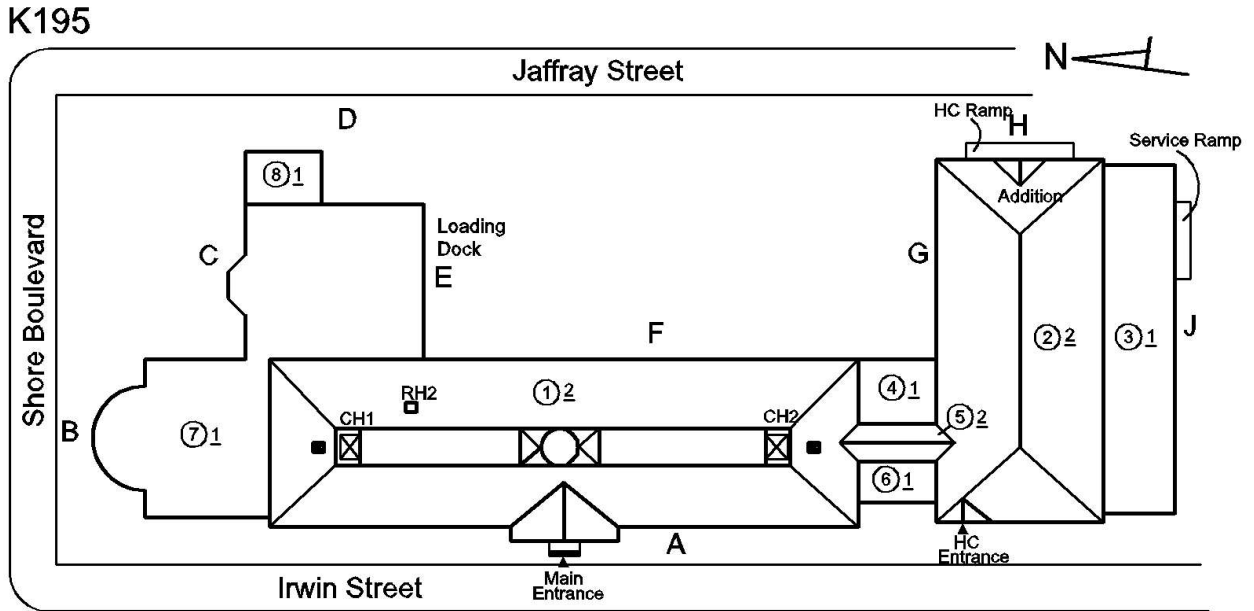 K195
Jaffray Street
N
D
HC Ramp
H
Service Ramp
8 1
Addition
Loading
Dock
C
E
G
Shore Boulevard
F
2 2
3 1
J
RH2
1 2
4 1
CH1
CH2
5 2
B
7 1
6 1
A
HC
Entrance
Main
Entrance
Irwin Street